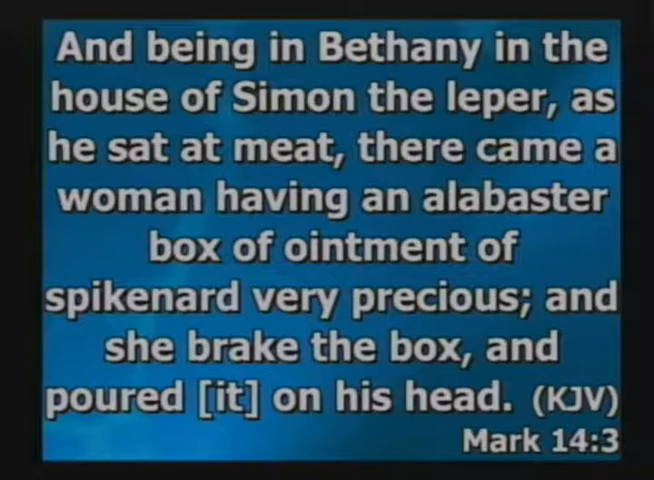 And being in Bethany in the
house of Simon the leper, as
he sat at meat, there came a
woman having an alabaster
box of ointment of
spikenard very precious; and
she brake the box, and
poured [it] on his head. (KJV)
Mark 14:3